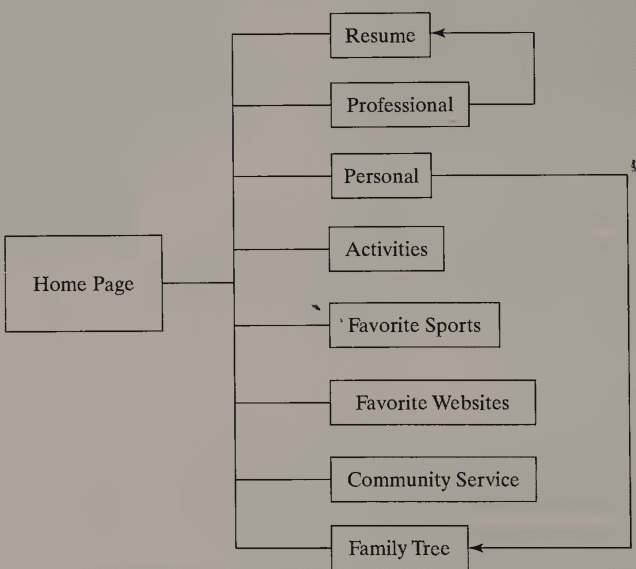 Resume
Professional
Personal
Activities
Home Page
Favorite Sports
Favorite Websites
Community Service
Family Tree